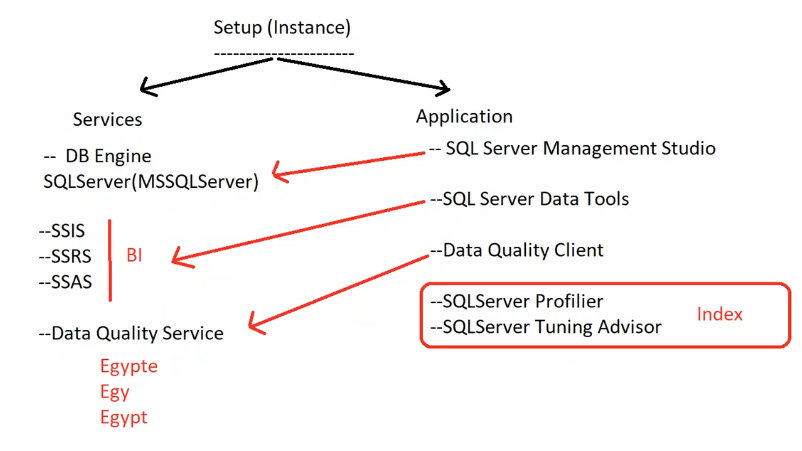 Setup (Instance)
----------------------
Services
-- DB Engine
SQLServer(MSSQLServer)
--SSIS
--SSRS
--SSAS
BI
--Data Quality Service
Egypte
Egy
Egypt
Application
-- SQL Server Management Studio
--SQL Server Data Tools
--Data Quality Client
--SQLServer Profilier
--SQLServer Tuning Advisor
Index